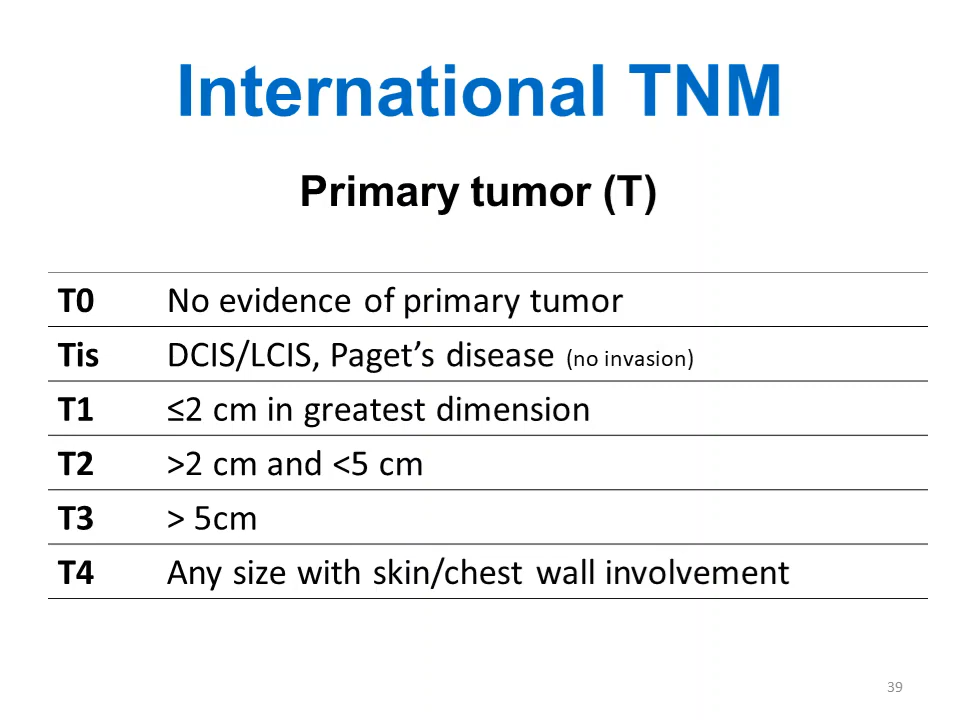 International TNM
Primary tumor (T)
T0 No evidence of primary tumor
Tis DCIS/LCIS, Paget’s disease (no invasion)
T1 ≤2 cm in greatest dimension
T2 >2 cm and <5 cm
T3 > 5cm
T4 Any size with skin/chest wall involvement
39